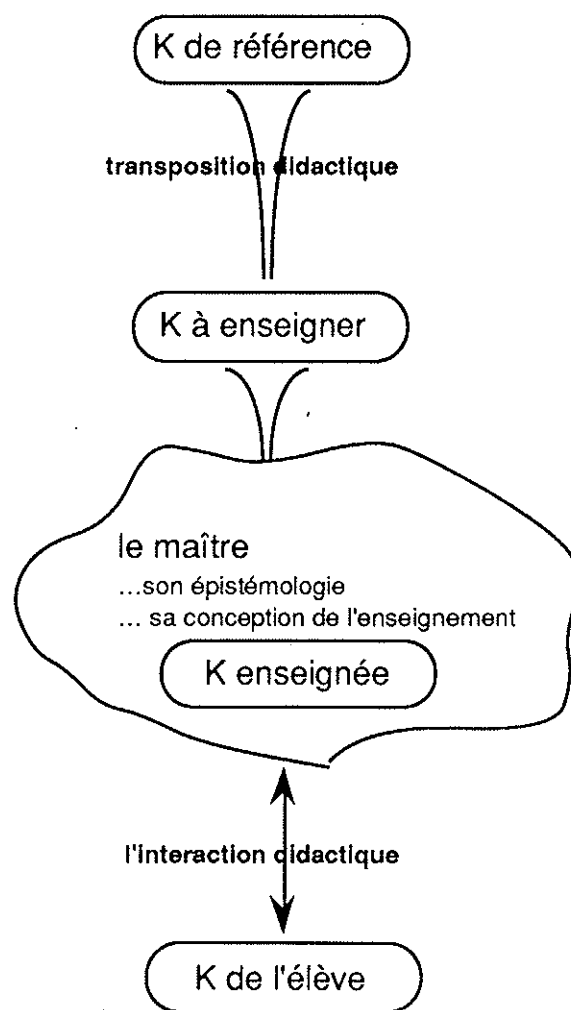 K de référence
transposition didactique
K à enseigner
le maître
...son épistémologie
... sa conception de l'enseignement
K enseignée
l'interaction didactique
K de l'élève